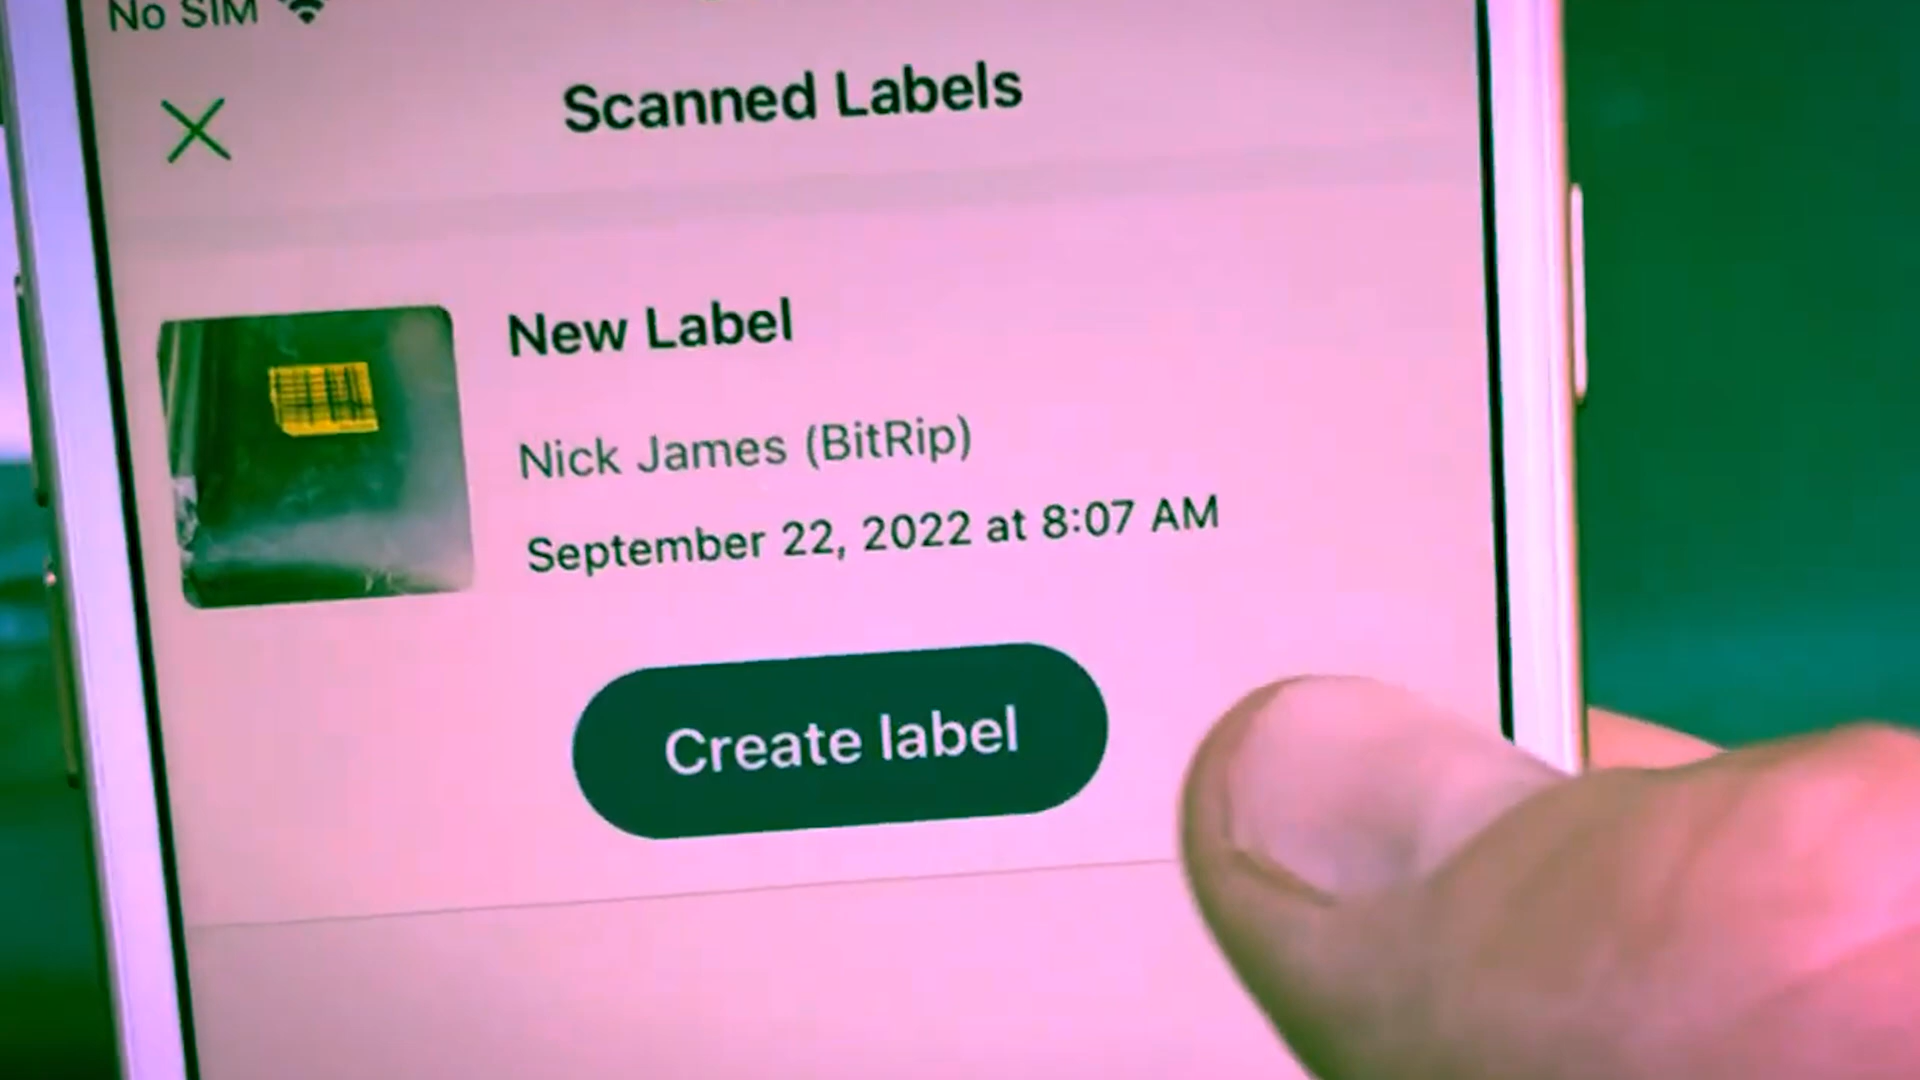 No SIM
Scanned Labels
New Label
Nick James (BitRip)
September 22, 2022 at 8:07 AM
Create label